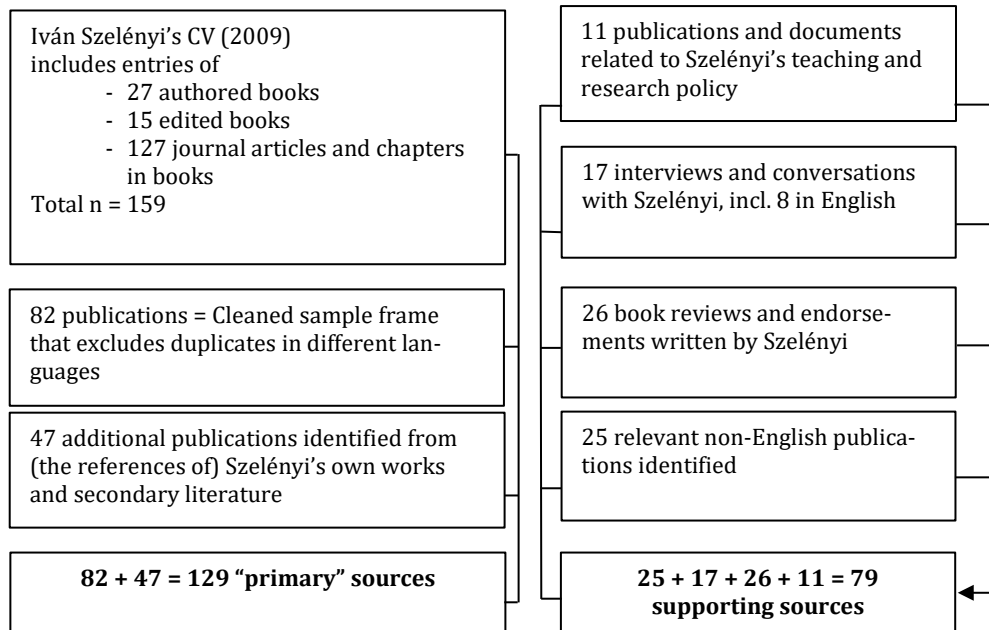 Iván Szelényi’s CV (2009)
includes entries of
- 27 authored books
- 15 edited books
- 127 journal articles and chapters
in books
Total n = 159
82 publications = Cleaned sample frame
that excludes duplicates in different lan-
guages
47 additional publications identified from
(the references of) Szelényi’s own works
and secondary literature
82 + 47 = 129 “primary” sources
11 publications and documents
related to Szelényi’s teaching and
research policy
17 interviews and conversations
with Szelényi, incl. 8 in English
26 book reviews and endorse-
ments written by Szelényi
25 relevant non-English publica-
tions identified
25 + 17 + 26 + 11 = 79
supporting sources